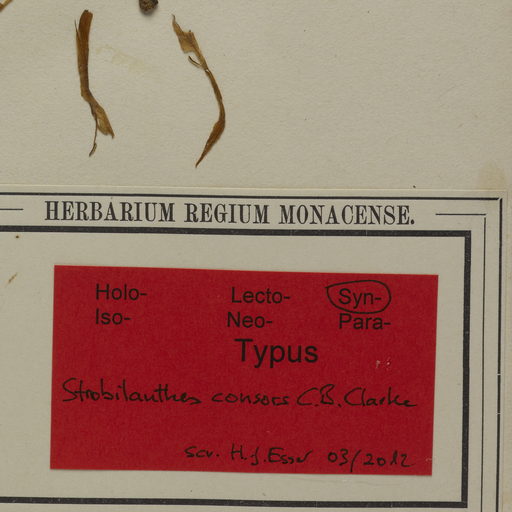 HERBARIUM REGIUM MONACENSE.
Holo- Lecto- Syn-
Iso- Neo- Para-
Typus
Strobilanthes consors C.B. Clarke
scr. H.J. Esser 03/2012